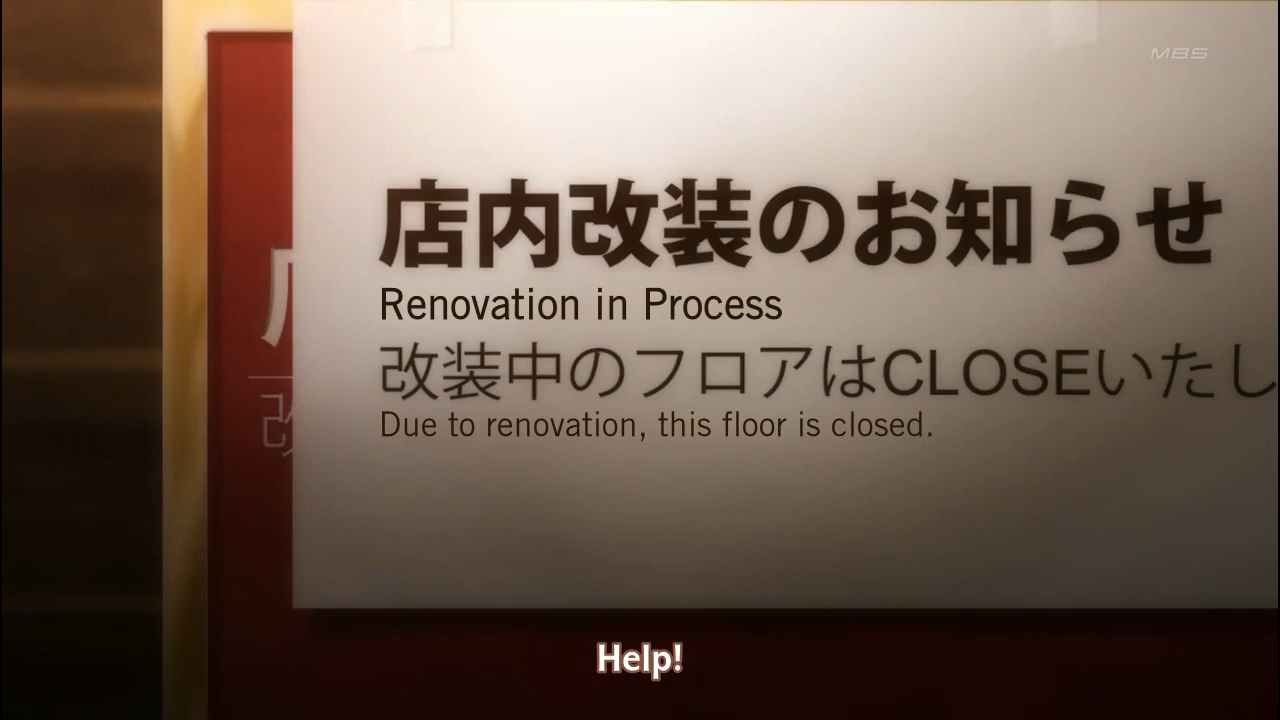 MBS
店内改装のお知らせ
Renovation in Process
改装中のフロアはCLOSEいたし
Due to renovation, this floor is closed.
Help!